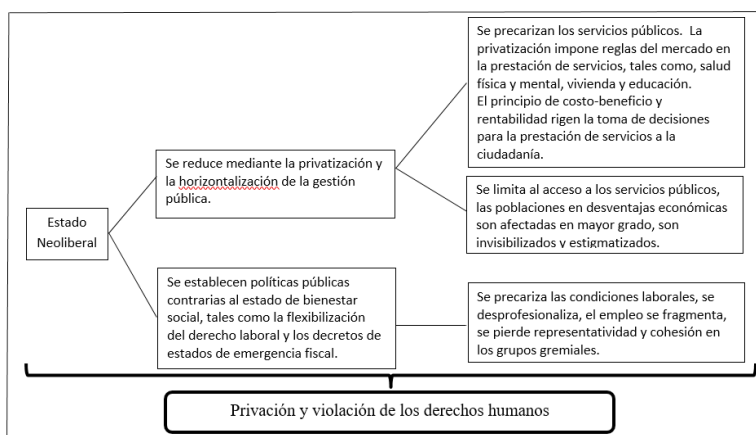 Estado
Neoliberal
Se reduce mediante la privatización y
la horizontalización de la gestión
pública.
Se precarizan los servicios públicos. La
privatización impone reglas del mercado en
la prestación de servicios, tales como, salud
física y mental, vivienda y educación.
El principio de costo-beneficio y
rentabilidad rigen la toma de decisiones
para la prestación de servicios a la
ciudadanía.
Se limita al acceso a los servicios públicos,
las poblaciones en desventajas económicas
son afectadas en mayor grado, son
invisibilizados y estigmatizados.
Se establecen políticas públicas
contrarias al estado de bienestar
social, tales como la flexibilización
del derecho laboral y los decretos de
estados de emergencia fiscal.
Se precariza las condiciones laborales, se
desprofesionaliza, el empleo se fragmenta,
se pierde representatividad y cohesión en
los grupos gremiales.
Privación y violación de los derechos humanos